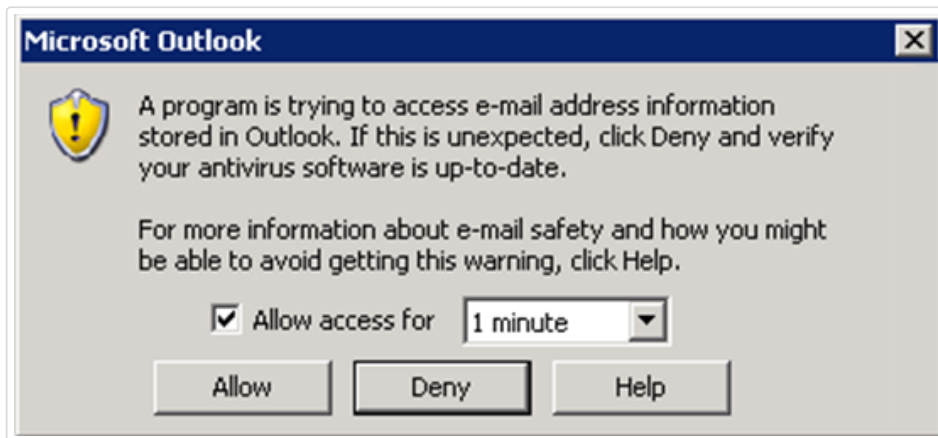 Microsoft Outlook
A program is trying to access e-mail address information
stored in Outlook. If this is unexpected, click Deny and verify
your antivirus software is up-to-date.
For more information about e-mail safety and how you might
be able to avoid getting this warning, click Help.
Allow access for 1 minute
Allow Deny Help